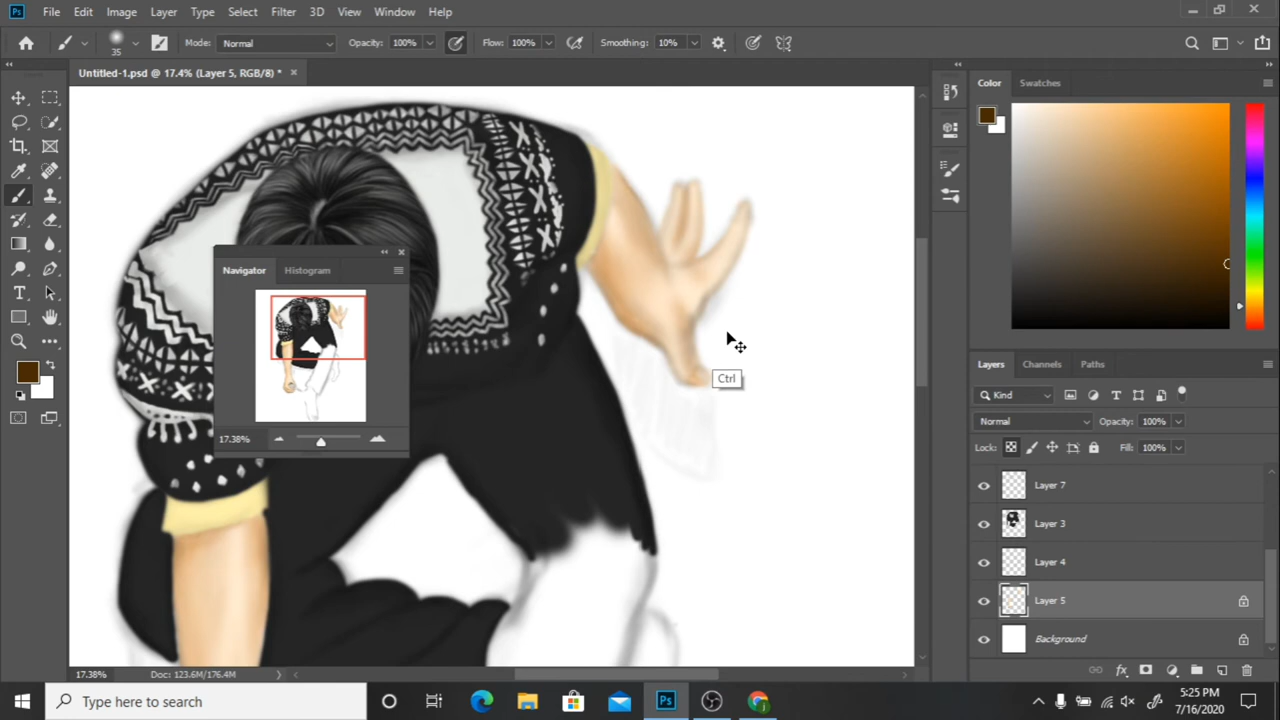 Ps File Edit Image Layer Type Select Filter 3D View Window Help
35 Mode: Normal Opacity: 100% Flow: 100% Smoothing: 10%
Untitled-1.psd @ 17.4% (Layer 5, RGB/8) *
Color Swatches
Navigator Histogram
17.38%
Ctrl
Layers Channels Paths
Kind
Normal Opacity: 100%
Lock: Fill: 100%
Layer 7
Layer 3
Layer 4
Layer 5
Background
17.38% Doc: 123.6M/176.4M
Type here to search
Ps
5:25 PM
7/16/2020